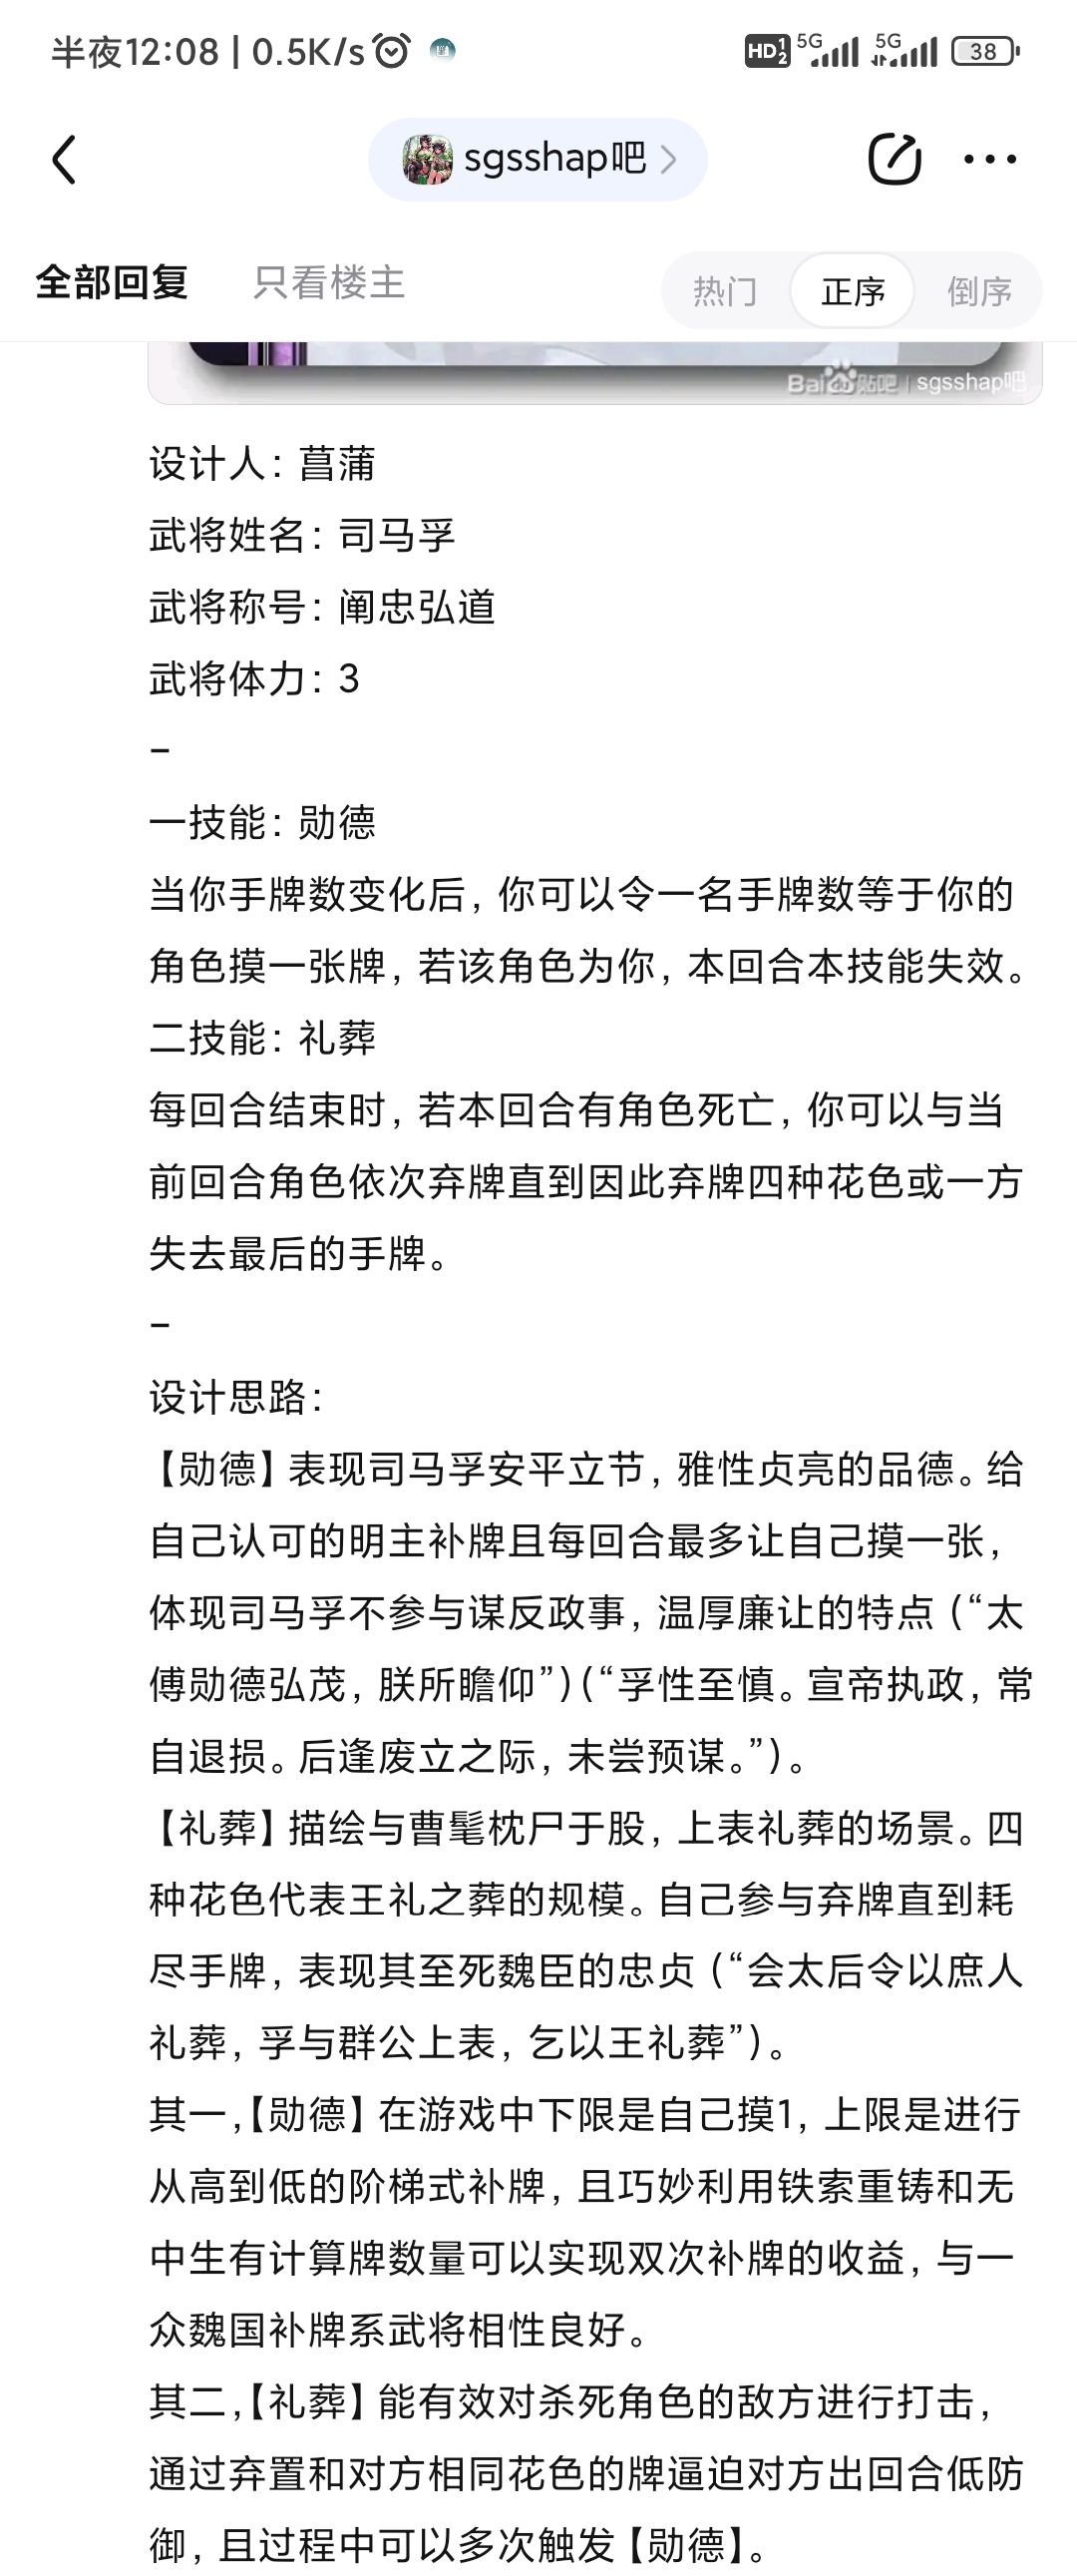 半夜12:08 | 0.5K/s
HD 1 2 5G 5G 38
sgsshap吧
全部回复 只看楼主 热门 正序 倒序
Bai贴吧 | sgsshap吧
设计人：菖蒲
武将姓名：司马孚
武将称号：阐忠弘道
武将体力：3
–
一技能：勋德
当你手牌数变化后，你可以令一名手牌数等于你的
角色摸一张牌，若该角色为你，本回合本技能失效。
二技能：礼葬
每回合结束时，若本回合有角色死亡，你可以与当
前回合角色依次弃牌直到因此弃牌四种花色或一方
失去最后的手牌。
–
设计思路：
【勋德】表现司马孚安平立节，雅性贞亮的品德。给
自己认可的明主补牌且每回合最多让自己摸一张，
体现司马孚不参与谋反政事，温厚廉让的特点（“太
傅勋德弘茂，朕所瞻仰”）（“孚性至慎。宣帝执政，常
自退损。后逢废立之际，未尝预谋。”）。
【礼葬】描绘与曹髦枕尸于股，上表礼葬的场景。四
种花色代表王礼之葬的规模。自己参与弃牌直到耗
尽手牌，表现其至死魏臣的忠贞（“会太后令以庶人
礼葬，孚与群公上表，乞以王礼葬”）。
其一，【勋德】在游戏中下限是自己摸1，上限是进行
从高到低的阶梯式补牌，且巧妙利用铁索重铸和无
中生有计算牌数量可以实现双次补牌的收益，与一
众魏国补牌系武将相性良好。
其二，【礼葬】能有效对杀死角色的敌方进行打击，
通过弃置和对方相同花色的牌逼迫对方出回合低防
御，且过程中可以多次触发【勋德】。